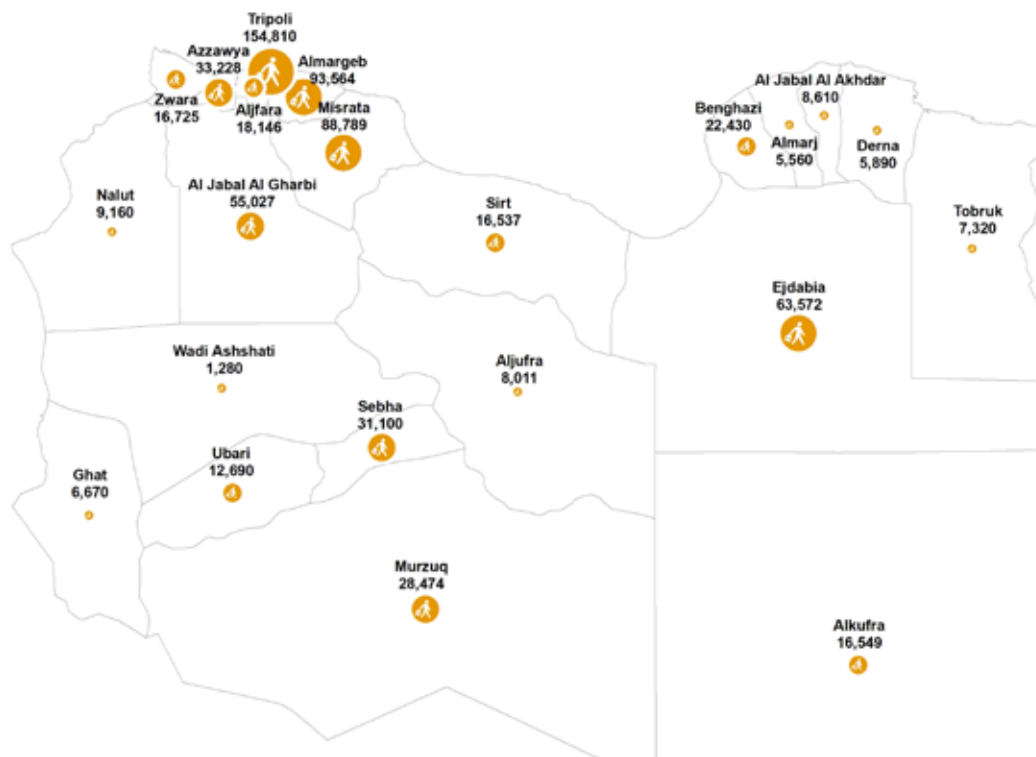 Tripoli
154,810
Azzawya
33,228
Almargeb
93,564
Zwara
16,725
Aljfara
18,146
Misrata
88,789
Al Jabal Al Akhdar
8,610
Benghazi
22,430
Almarj
5,560
Derna
5,890
Nalut
9,160
Al Jabal Al Gharbi
55,027
Sirt
16,537
Tobruk
7,320
Ejdabia
63,572
Wadi Ashshati
1,280
Aljufra
8,011
Sebha
31,100
Ubari
12,690
Ghat
6,670
Murzuq
28,474
Alkufra
16,549